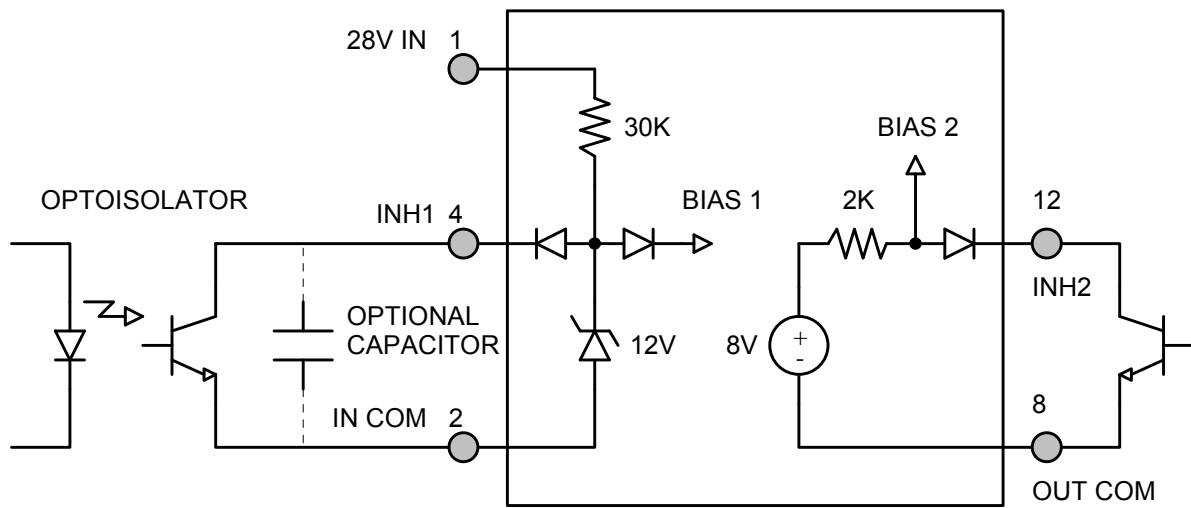 28V IN 1
30K
BIAS 2
OPTOISOLATOR
INH1 4
BIAS 1
2K
12
INH2
OPTIONAL
CAPACITOR
12V
8V
+
-
IN COM 2
8
OUT COM